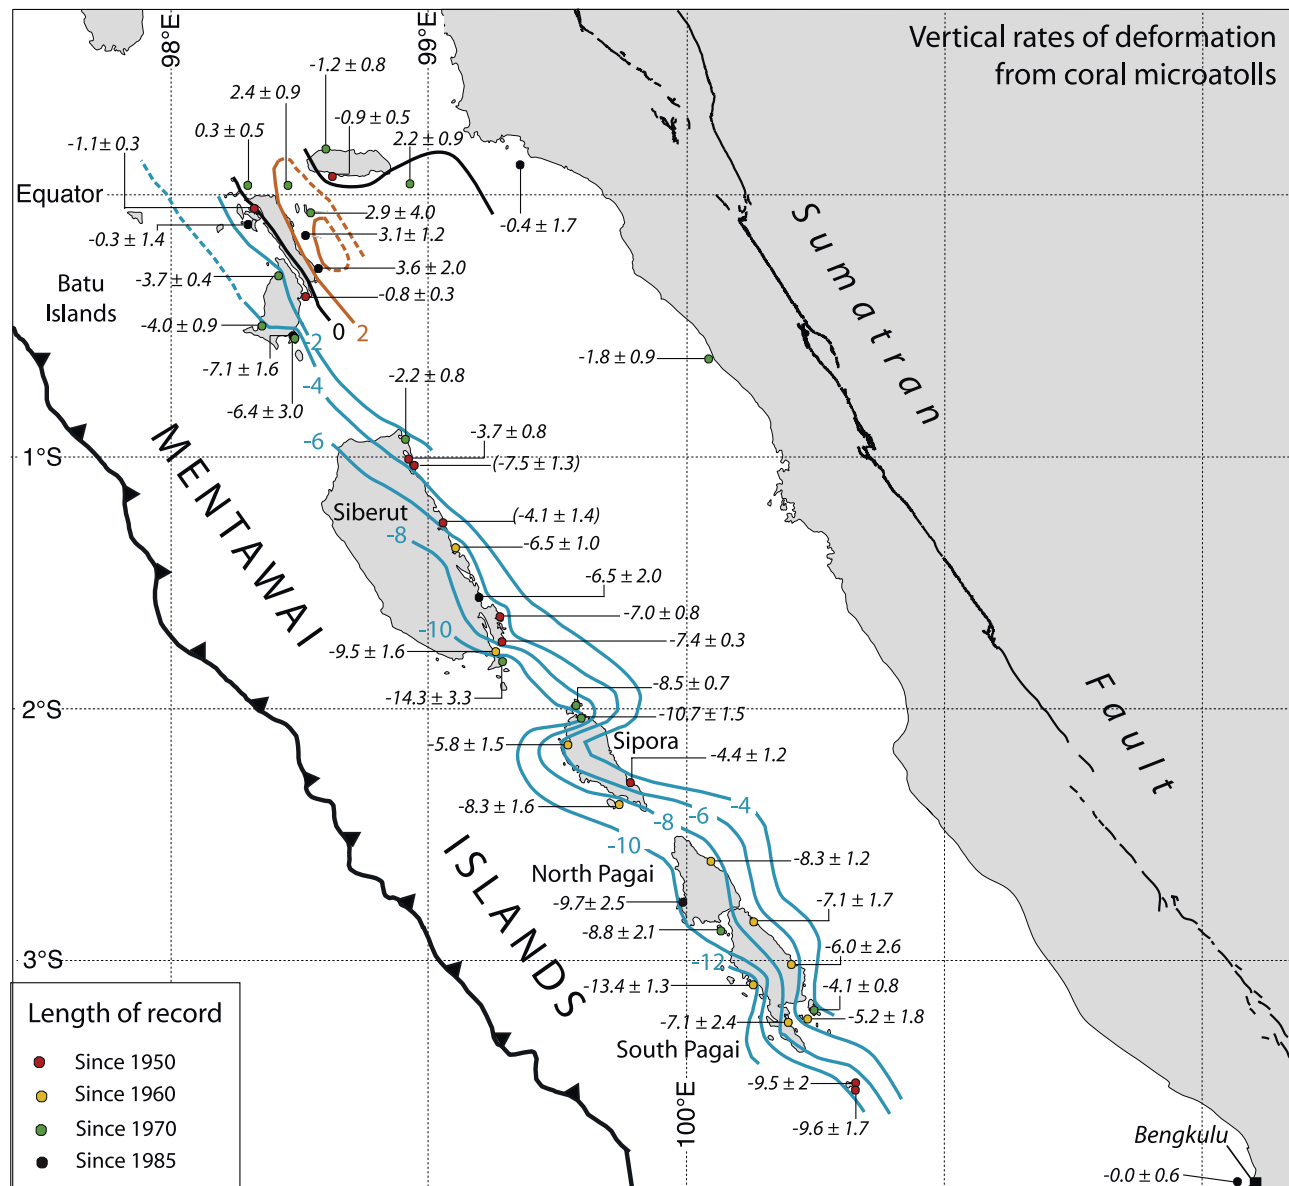 Vertical rates of deformation
from coral microatolls
98°E
99°E
-1.2 ± 0.8
2.4 ± 0.9
-0.9 ± 0.5
0.3 ± 0.5
2.2 ± 0.9
-1.1 ± 0.3
Equator
2.9 ± 4.0
-0.4 ± 1.7
-0.3 ± 1.4
3.1 ± 1.2
3.6 ± 2.0
-3.7 ± 0.4
Batu
Islands
-0.8 ± 0.3
-4.0 ± 0.9
0
2
-2
-7.1 ± 1.6
-1.8 ± 0.9
-2.2 ± 0.8
-4
-6.4 ± 3.0
-6
-3.7 ± 0.8
1°S
(-7.5 ± 1.3)
Siberut
(-4.1 ± 1.4)
-8
-6.5 ± 1.0
-6.5 ± 2.0
-7.0 ± 0.8
-10
-7.4 ± 0.3
-9.5 ± 1.6
-8.5 ± 0.7
-14.3 ± 3.3
2°S
-10.7 ± 1.5
-5.8 ± 1.5
Sipora
-4.4 ± 1.2
-8.3 ± 1.6
-4
-6
-8
-10
-8.3 ± 1.2
North Pagai
-9.7± 2.5
-7.1 ± 1.7
-8.8 ± 2.1
-6.0 ± 2.6
3°S
-12
-13.4 ± 1.3
-4.1 ± 0.8
-7.1 ± 2.4
-5.2 ± 1.8
South Pagai
-9.5 ± 2
-9.6 ± 1.7
100°E
MENTAWAI
ISLANDS
Sumatran
Fault
Bengkulu
-0.0 ± 0.6
Length of record
Since 1950
Since 1960
Since 1970
Since 1985